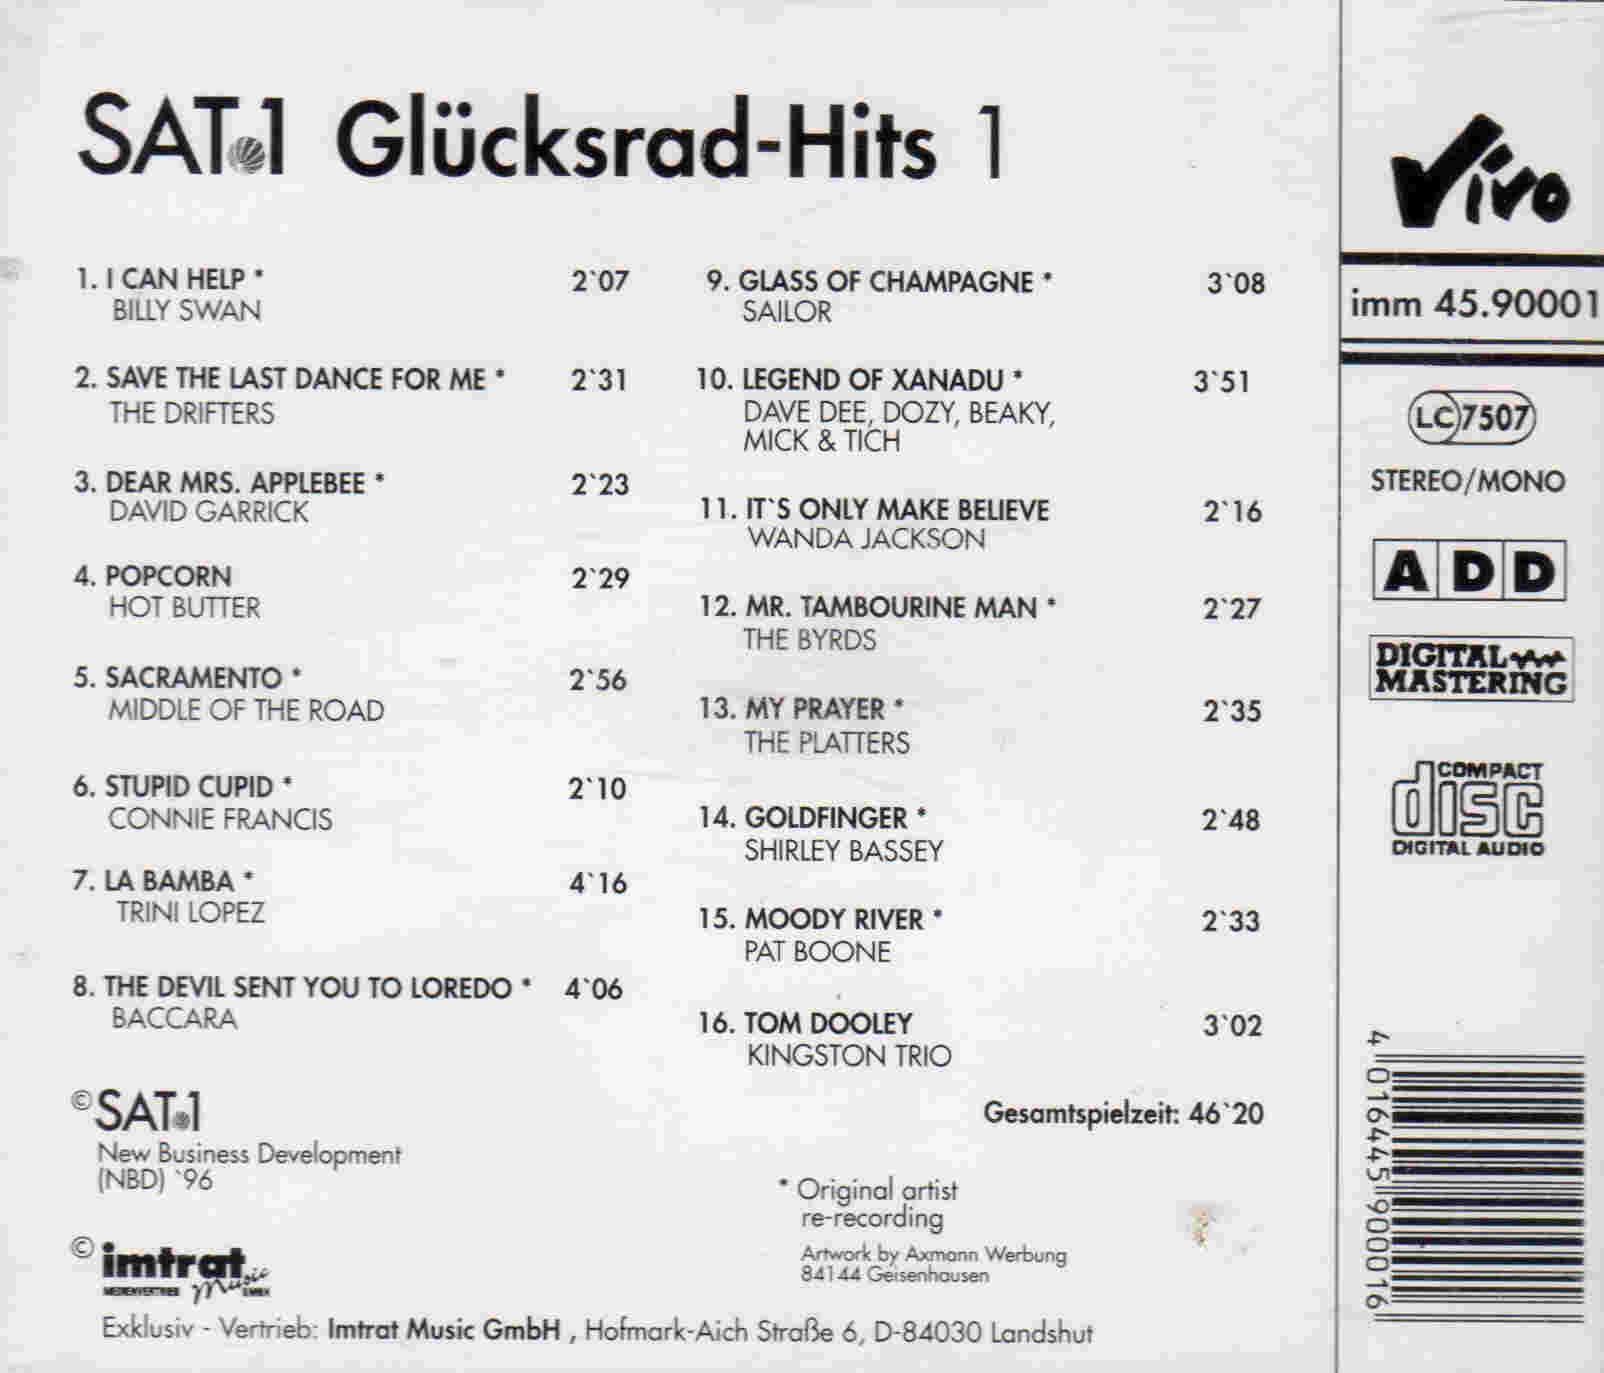 SAT.1 Glücksrad-Hits 1
1. I CAN HELP * 2`07
BILLY SWAN
2. SAVE THE LAST DANCE FOR ME * 2`31
THE DRIFTERS
3. DEAR MRS. APPLEBEE * 2`23
DAVID GARRICK
4. POPCORN 2`29
HOT BUTTER
5. SACRAMENTO * 2`56
MIDDLE OF THE ROAD
6. STUPID CUPID * 2`10
CONNIE FRANCIS
7. LA BAMBA * 4`16
TRINI LOPEZ
8. THE DEVIL SENT YOU TO LOREDO * 4`06
BACCARA
9. GLASS OF CHAMPAGNE * 3`08
SAILOR
10. LEGEND OF XANADU * 3`51
DAVE DEE, DOZY, BEAKY,
MICK & TICH
11. IT`S ONLY MAKE BELIEVE 2`16
WANDA JACKSON
12. MR. TAMBOURINE MAN * 2`27
THE BYRDS
13. MY PRAYER * 2`35
THE PLATTERS
14. GOLDFINGER * 2`48
SHIRLEY BASSEY
15. MOODY RIVER * 2`33
PAT BOONE
16. TOM DOOLEY 3`02
KINGSTON TRIO
Gesamtspielzeit: 46`20
© SAT.1
New Business Development
(NBD) `96
* Original artist
re-recording
Artwork by Axmann Werbung
84144 Geisenhausen
© imtrat
MEDIENVERTRIEB Music GMBH
Exklusiv - Vertrieb: Imtrat Music GmbH , Hofmark-Aich Straße 6, D-84030 Landshut
Vivo
imm 45.90001
LC 7507
STEREO/MONO
A D D
DIGITAL
MASTERING
COMPACT
disc
DIGITAL AUDIO
4 016445 900016